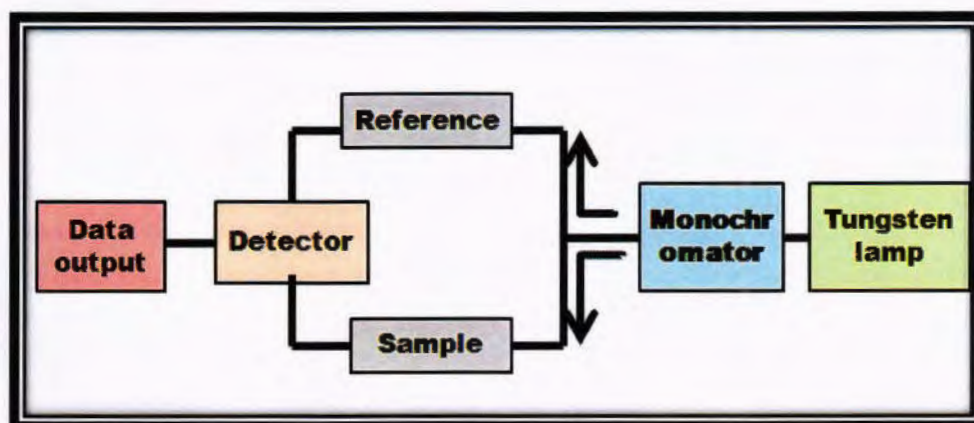 Reference
Data
output
Detector
Monochr
omator
Tungsten
lamp
Sample